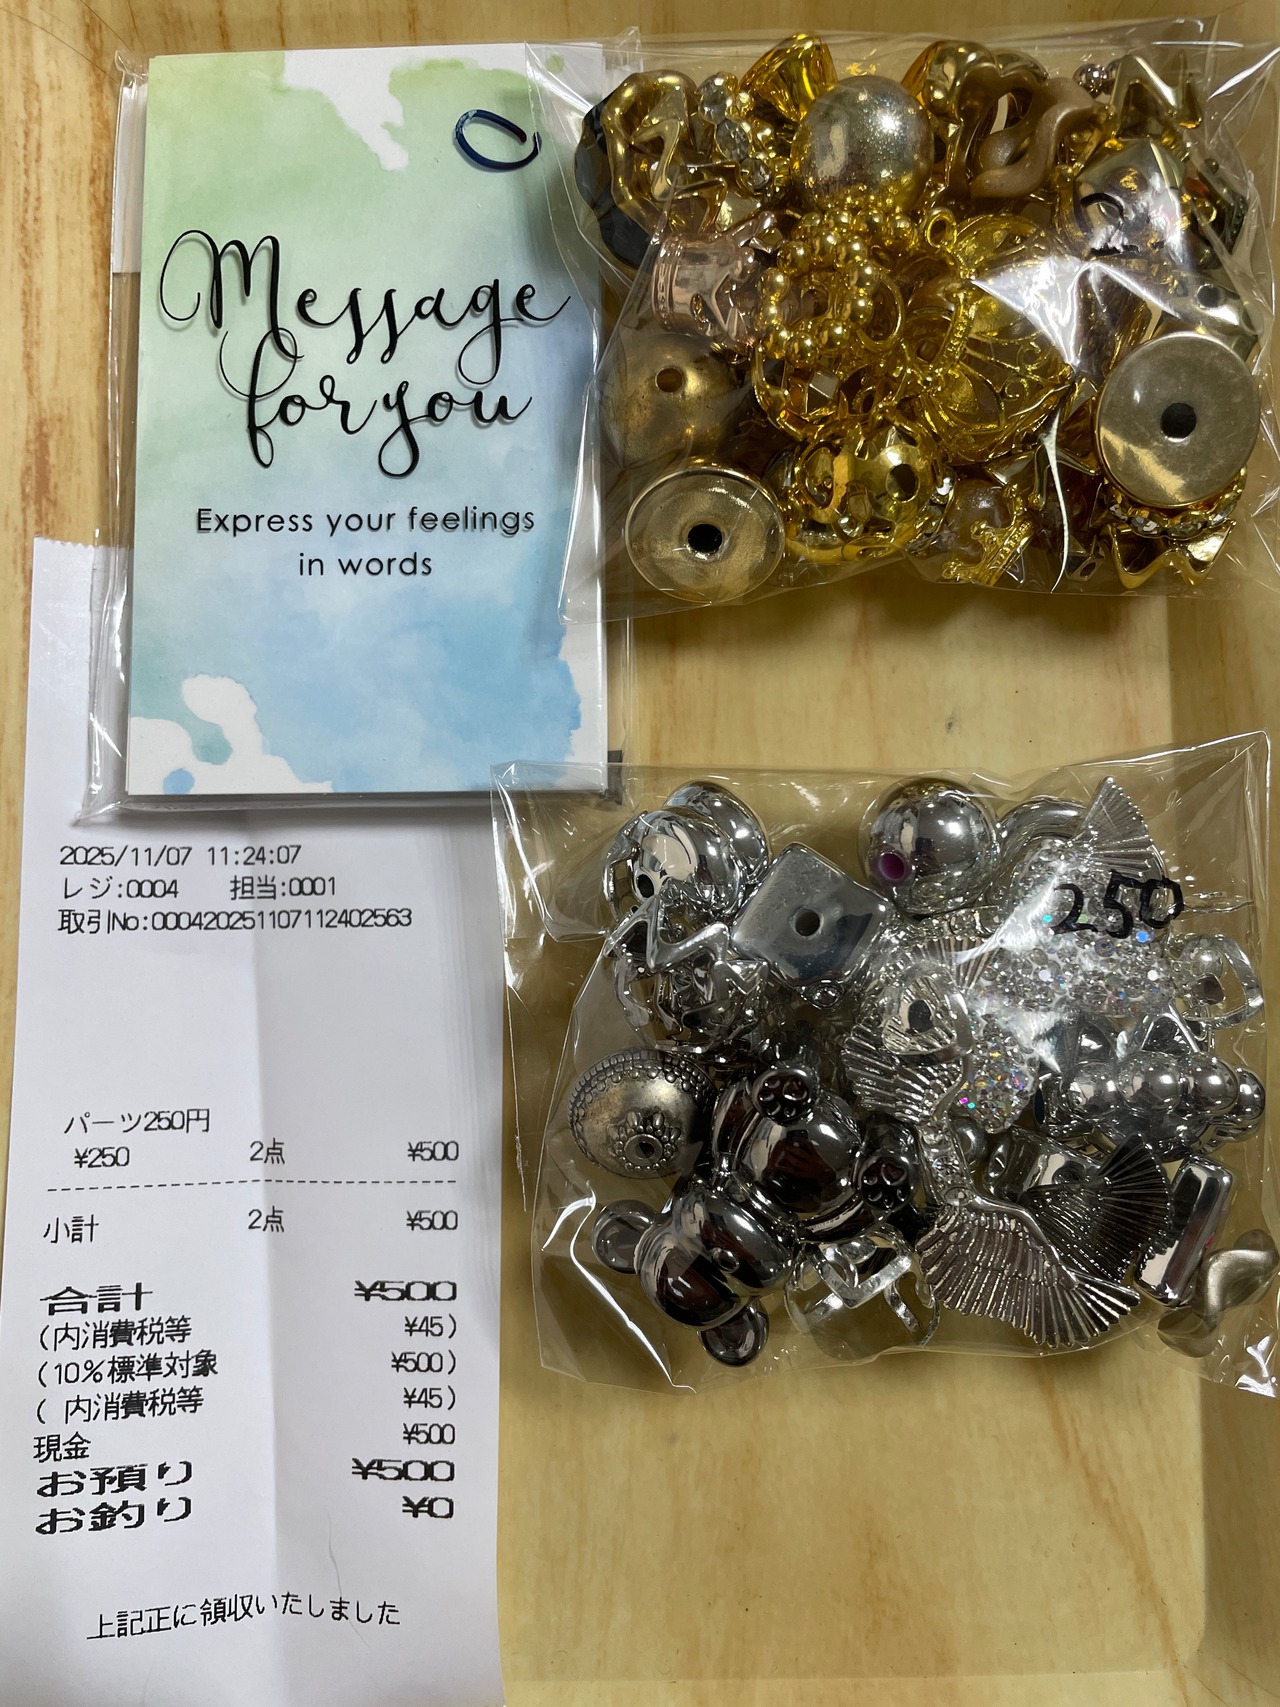 Message
for you
Express your feelings
in words
250
2025/11/07 11:24:07
レジ:0004 担当:0001
取引No:000420251107112402563
パーツ250円
¥250 2点 ¥500
小計 2点 ¥500
合計 ¥500
(内消費税等 ¥45)
(10%標準対象 ¥500)
( 内消費税等 ¥45)
現金 ¥500
お預り ¥500
お釣り ¥0
上記正に領収いたしました